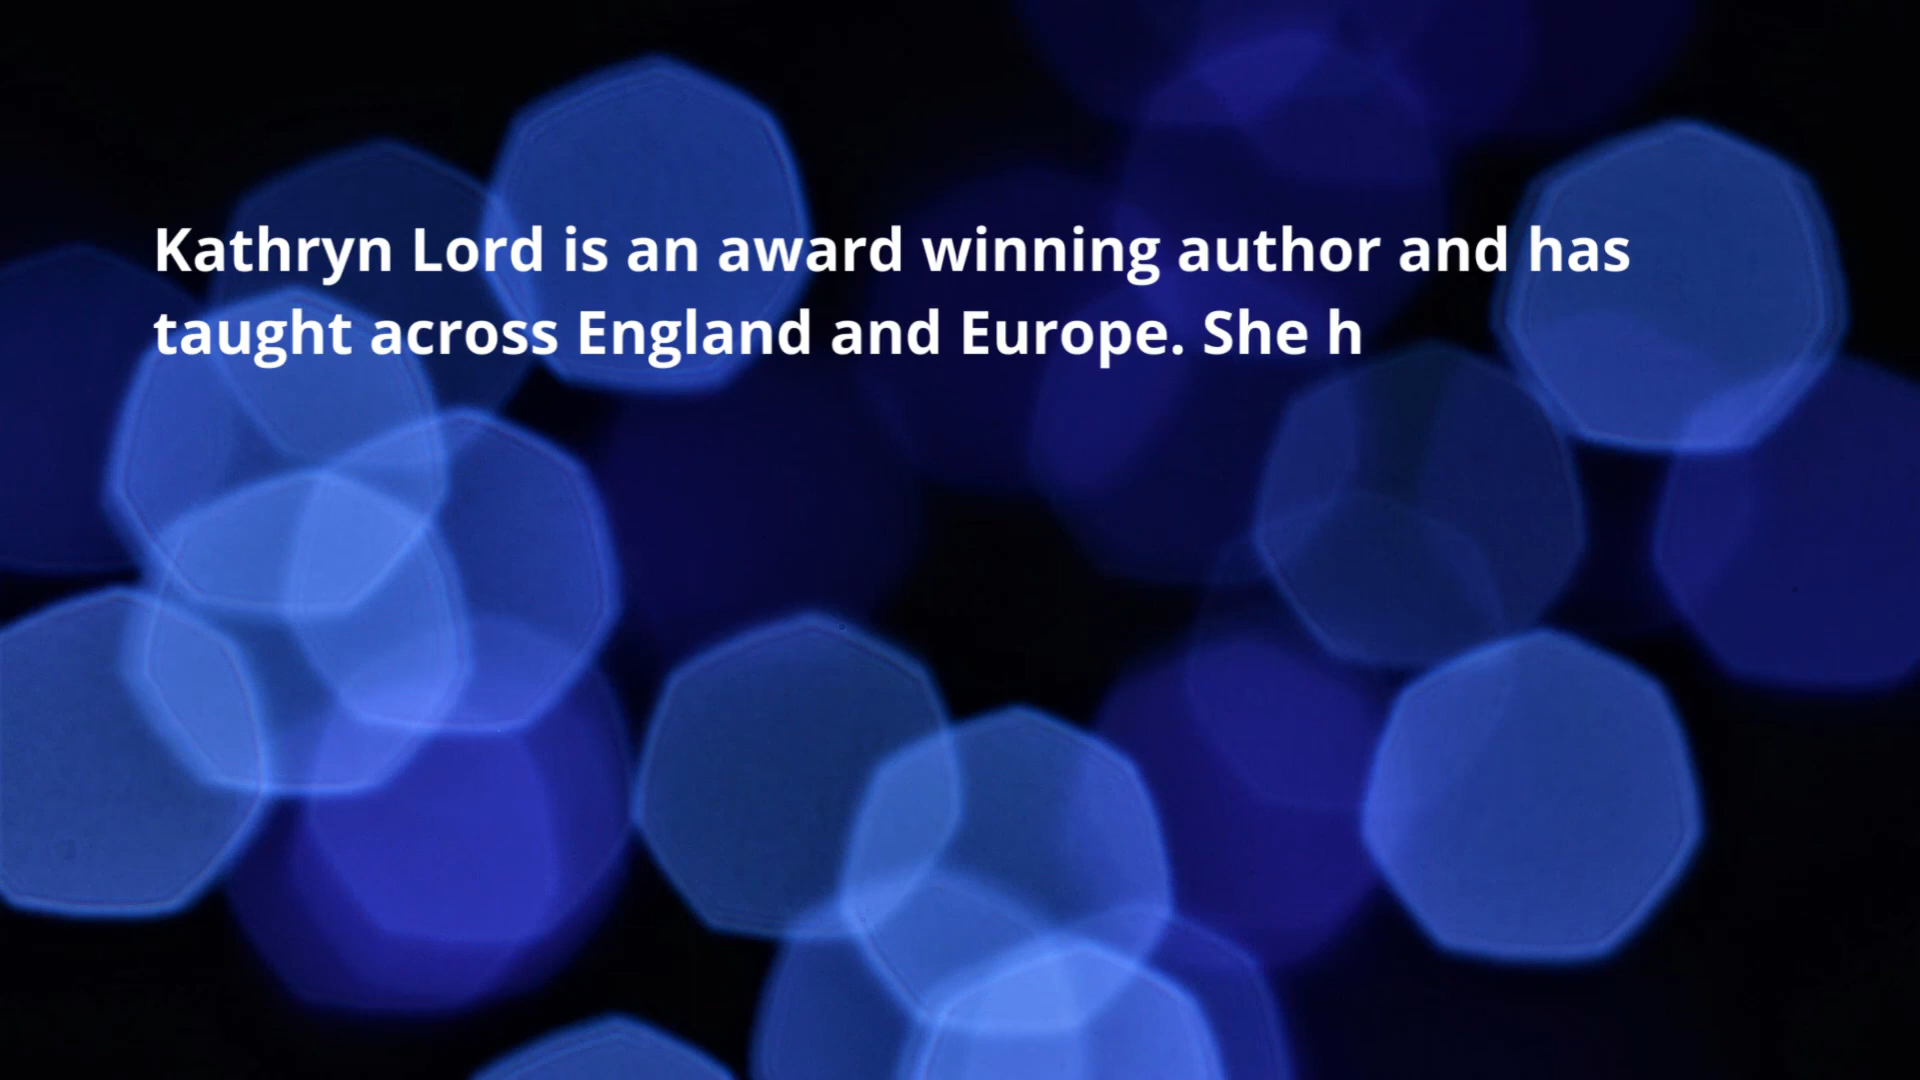 Kathryn Lord is an award winning author and has
taught across England and Europe. She h